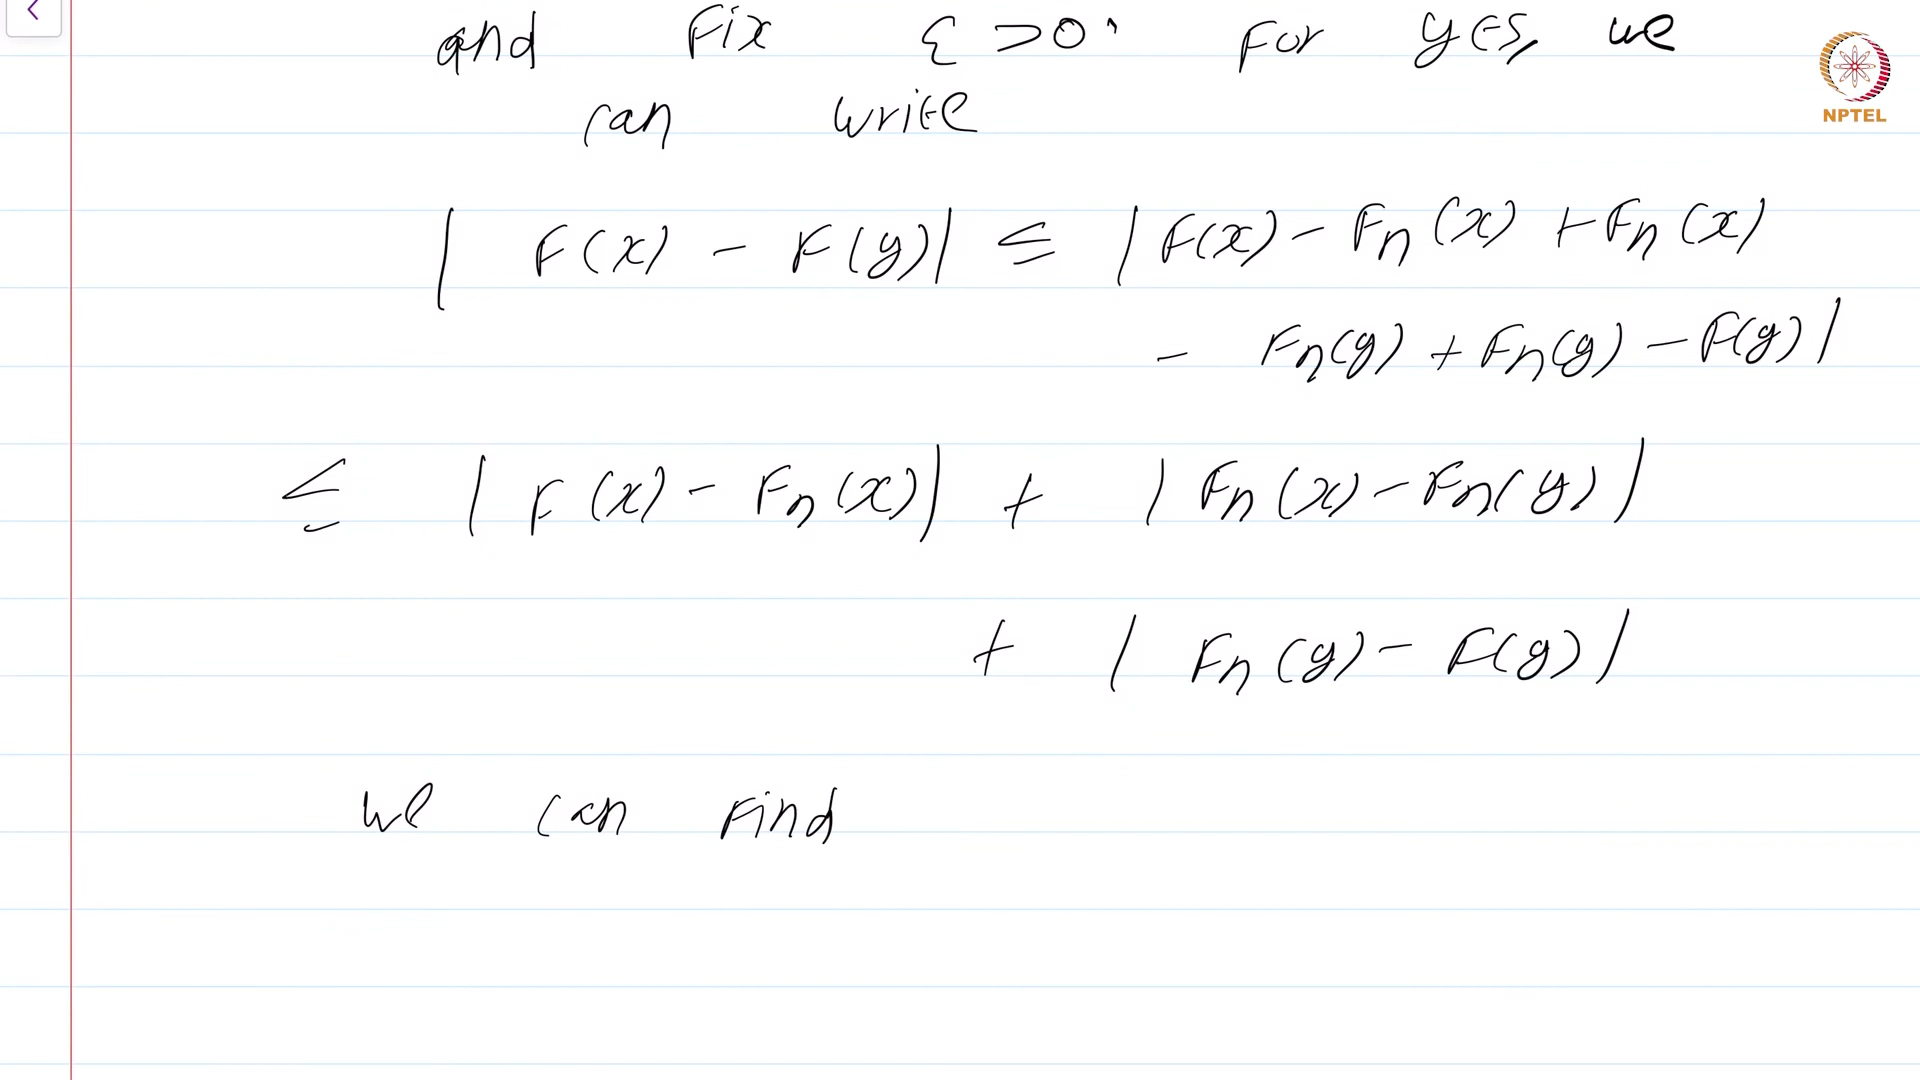 and fix ε > 0. For y ∈ S, we
can write
NPTEL
| F(x) - F(y) | ≤ | F(x) - Fn(x) + Fn(x)
- Fn(y) + Fn(y) - F(y) |
≤ | F(x) - Fn(x) | + | Fn(x) - Fn(y) |
+ | Fn(y) - F(y) |
we can find